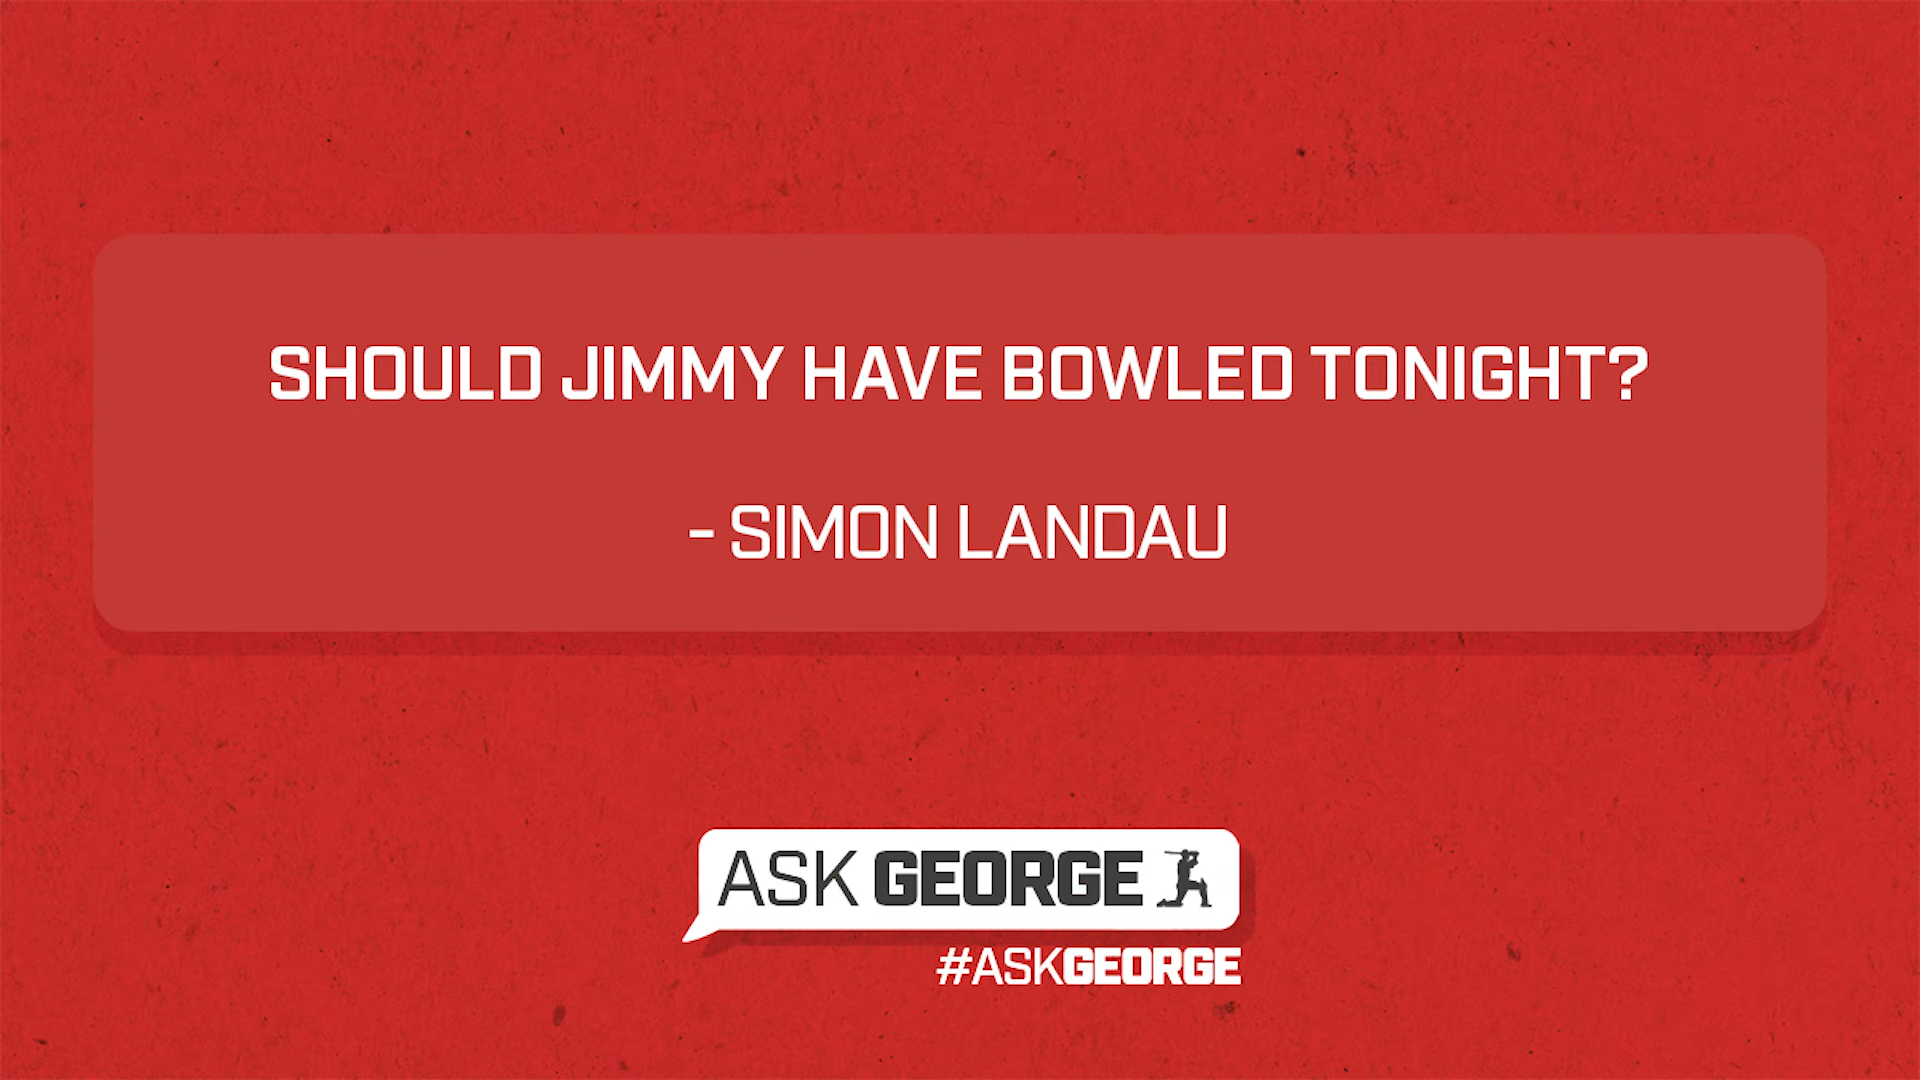 SHOULD JIMMY HAVE BOWLED TONIGHT?
- SIMON LANDAU
ASK GEORGE
#ASKGEORGE